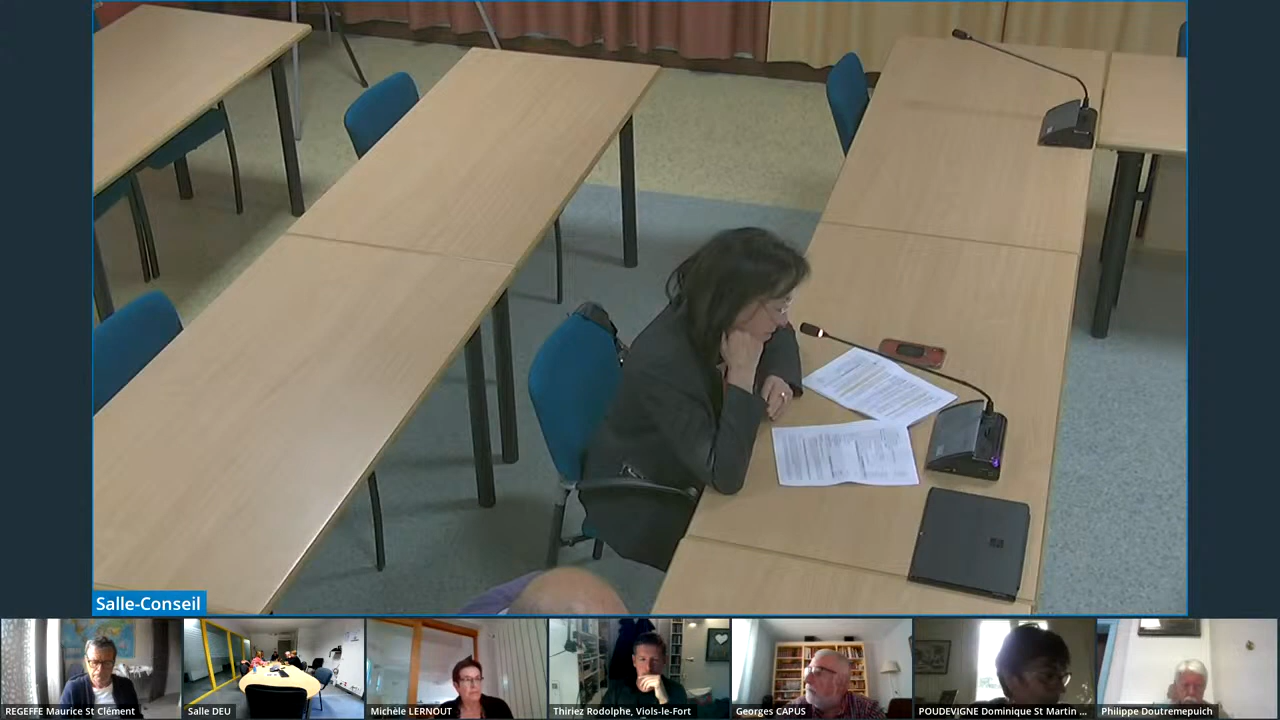 Salle-Conseil
REGEFFE Maurice St Clément
Salle DEU
Michèle LERNOUT
Thiriez Rodolphe, Viols-le-Fort
Georges CAPUS
POUDEVIGNE Dominique St Martin ...
Philippe Doutremepuich